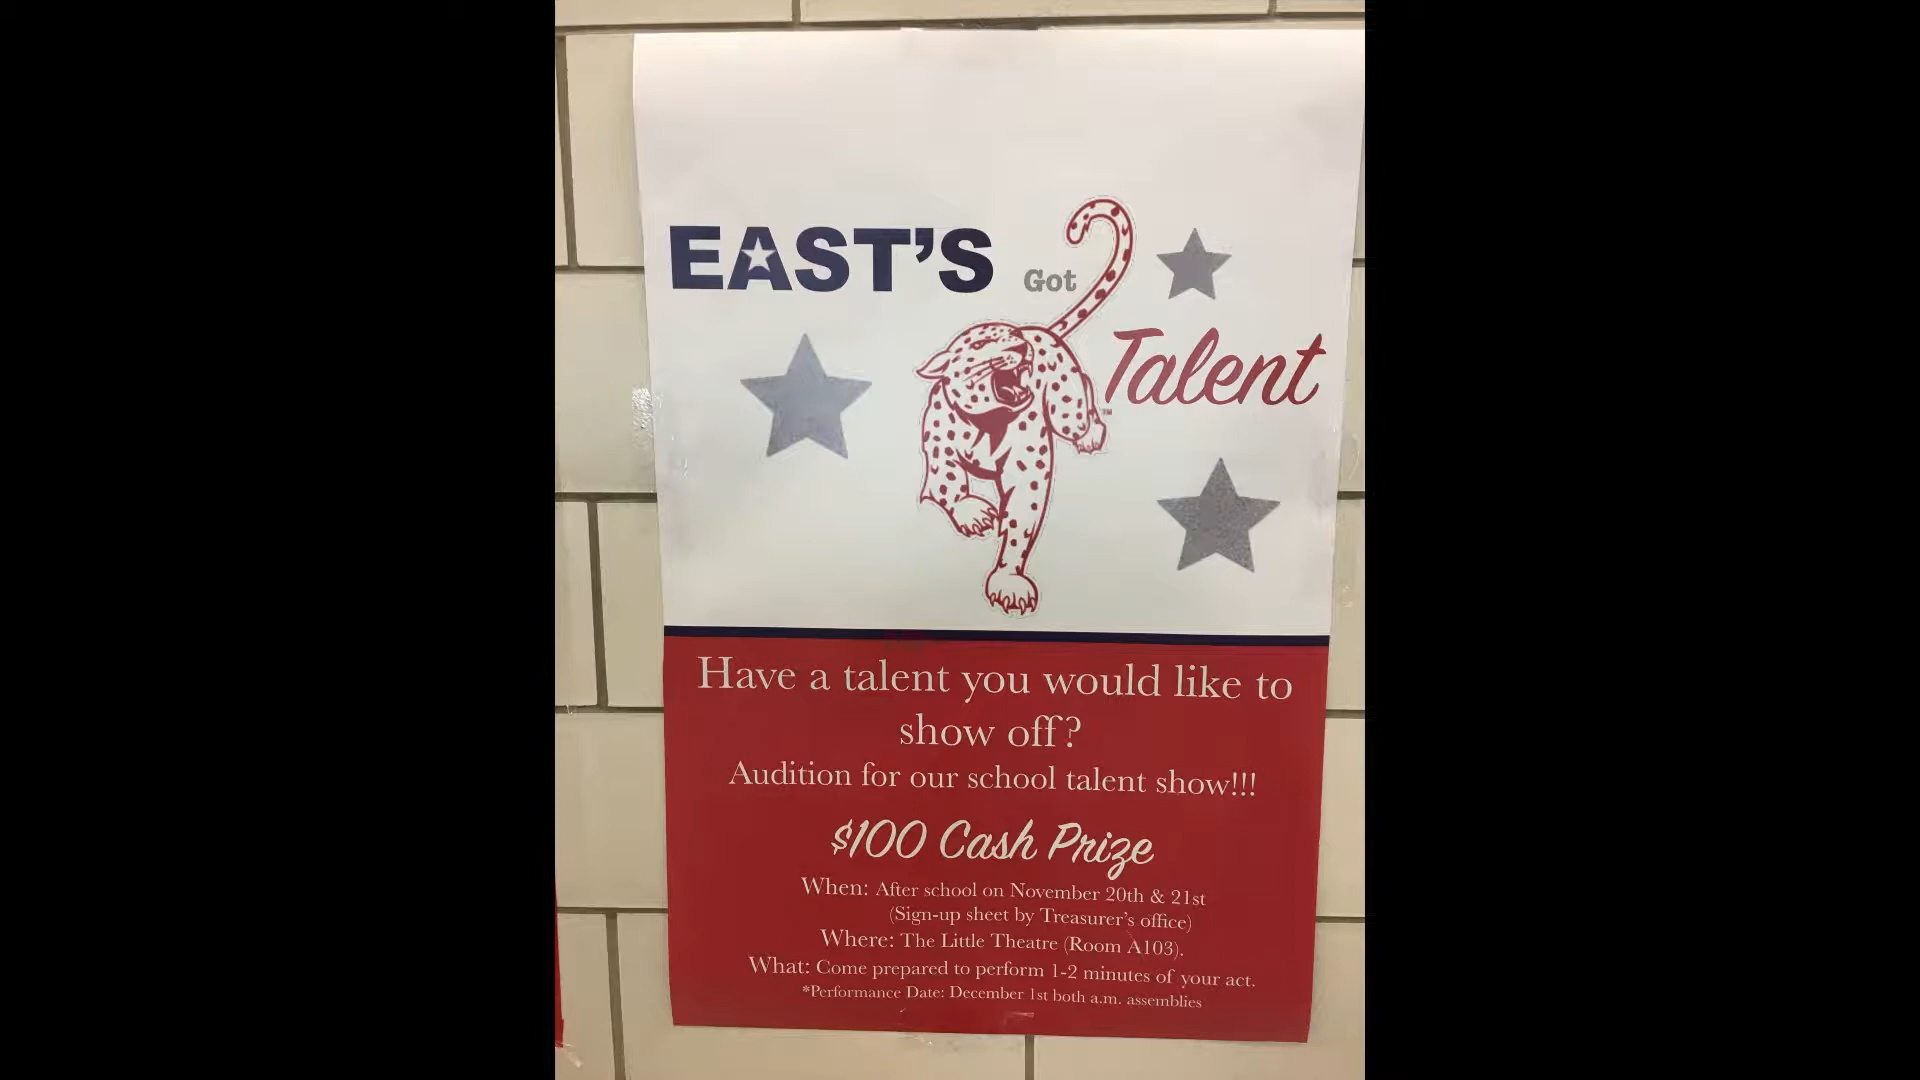 EAST'S Got
Talent
™
Have a talent you would like to
show off?
Audition for our school talent show!!!
$100 Cash Prize
When: After school on November 20th & 21st
(Sign-up sheet by Treasurer's office)
Where: The Little Theatre (Room A103).
What: Come prepared to perform 1-2 minutes of your act.
*Performance Date: December 1st both a.m. assemblies